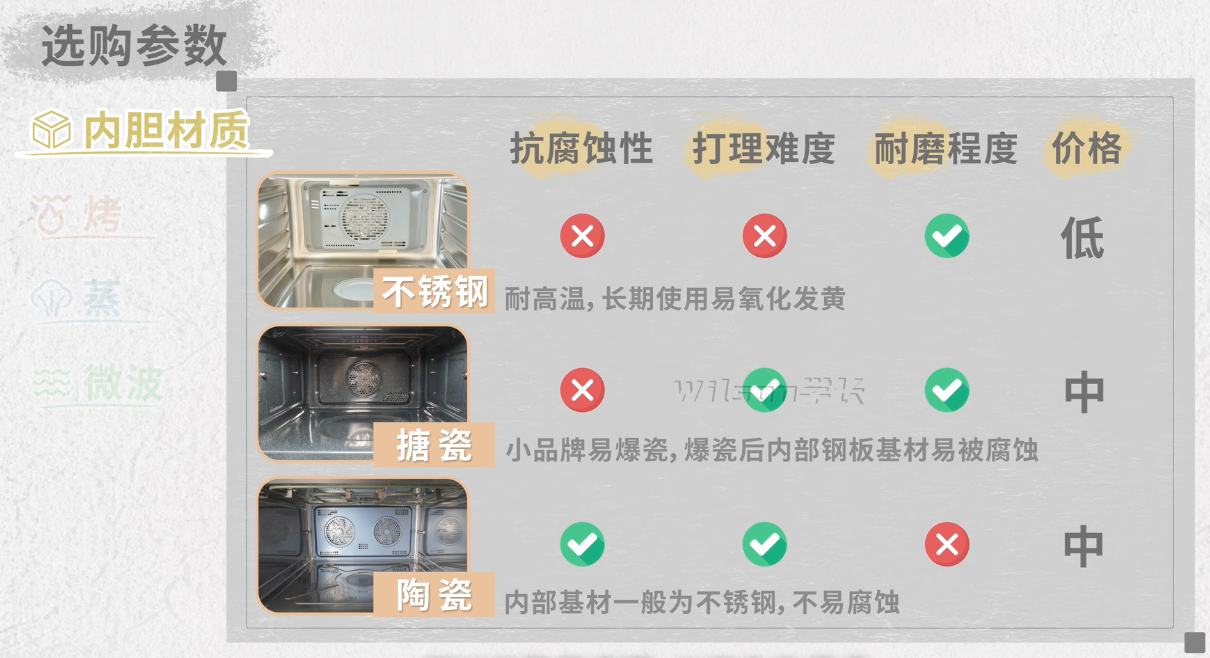 选购参数
内胆材质
烤
蒸
微波
抗腐蚀性 打理难度 耐磨程度 价格
低
不锈钢
耐高温，长期使用易氧化发黄
Wilson学长
中
搪瓷
小品牌易爆瓷，爆瓷后内部钢板基材易被腐蚀
中
陶瓷
内部基材一般为不锈钢，不易腐蚀